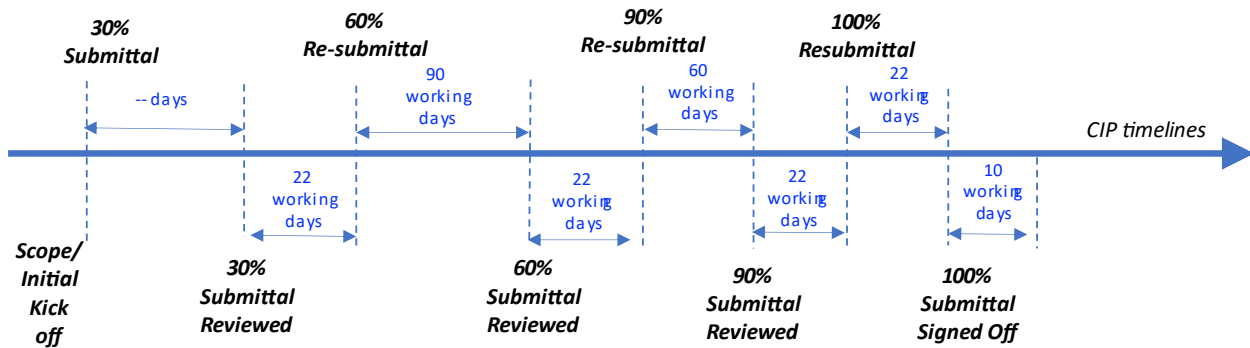 30%
Submittal
60%
Re-submittal
90%
Re-submittal
100%
Resubmittal
-- days
90
working
days
60
working
days
22
working
days
CIP timelines
22
working
days
22
working
days
22
working
days
10
working
days
Scope/
Initial
Kick
off
30%
Submittal
Reviewed
60%
Submittal
Reviewed
90%
Submittal
Reviewed
100%
Submittal
Signed Off